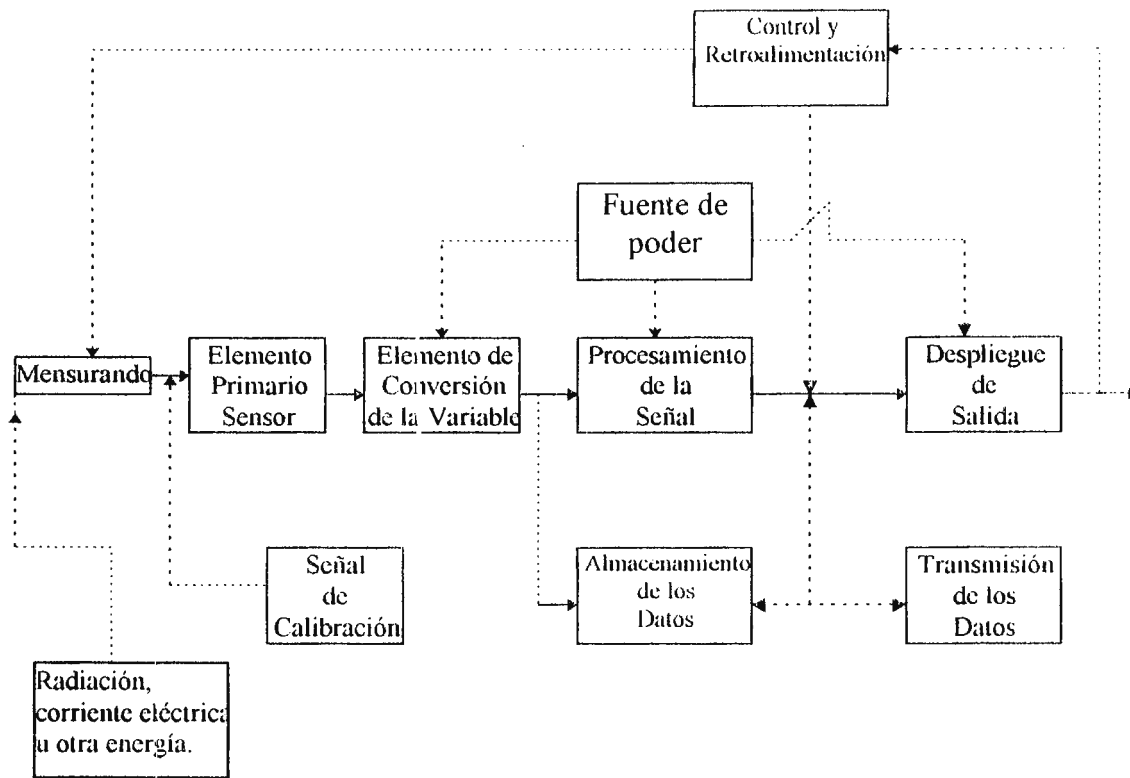 Control y
Retroalimentación
Fuente de
poder
Mensurando
Elemento
Primario
Sensor
Elemento de
Conversión
de la Variable
Procesamiento
de la
Señal
Despliegue
de
Salida
Señal
de
Calibración
Almacenamiento
de los
Datos
Transmisión
de los
Datos
Radiación,
corriente eléctrica
u otra energía.